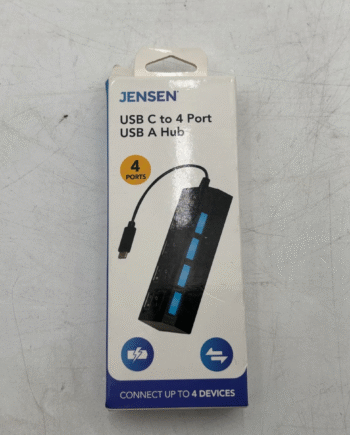 JENSEN
USB C to 4 Port
USB A Hub
4
PORTS
CONNECT UP TO 4 DEVICES